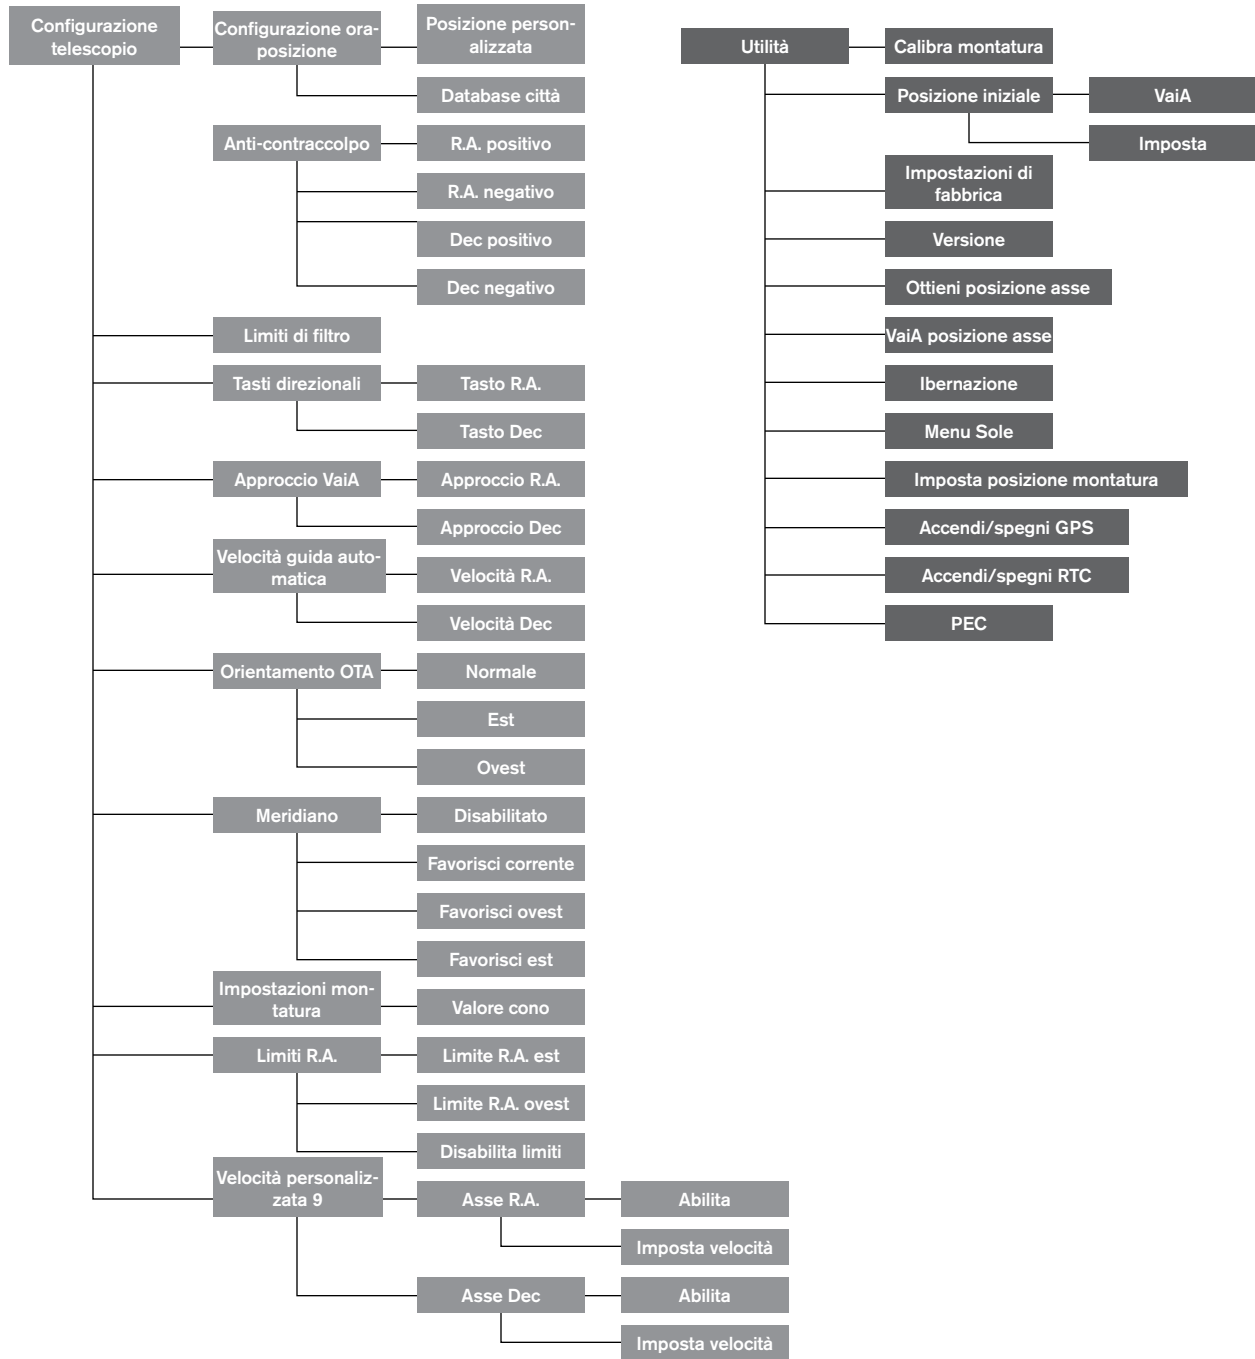 Configurazione
telescopio
Configurazione ora-
posizione
Posizione person-
alizzata
Database città
Anti-contraccolpo
R.A. positivo
R.A. negativo
Dec positivo
Dec negativo
Limiti di filtro
Tasti direzionali
Tasto R.A.
Tasto Dec
Approccio VaiA
Approccio R.A.
Approccio Dec
Velocità guida auto-
matica
Velocità R.A.
Velocità Dec
Orientamento OTA
Normale
Est
Ovest
Meridiano
Disabilitato
Favorisci corrente
Favorisci ovest
Favorisci est
Impostazioni mon-
tatura
Valore cono
Limiti R.A.
Limite R.A. est
Limite R.A. ovest
Disabilita limiti
Velocità personaliz-
zata 9
Asse R.A.
Abilita
Imposta velocità
Asse Dec
Abilita
Imposta velocità
Utilità
Calibra montatura
Posizione iniziale
VaiA
Imposta
Impostazioni di
fabbrica
Versione
Ottieni posizione asse
VaiA posizione asse
Ibernazione
Menu Sole
Imposta posizione montatura
Accendi/spegni GPS
Accendi/spegni RTC
PEC